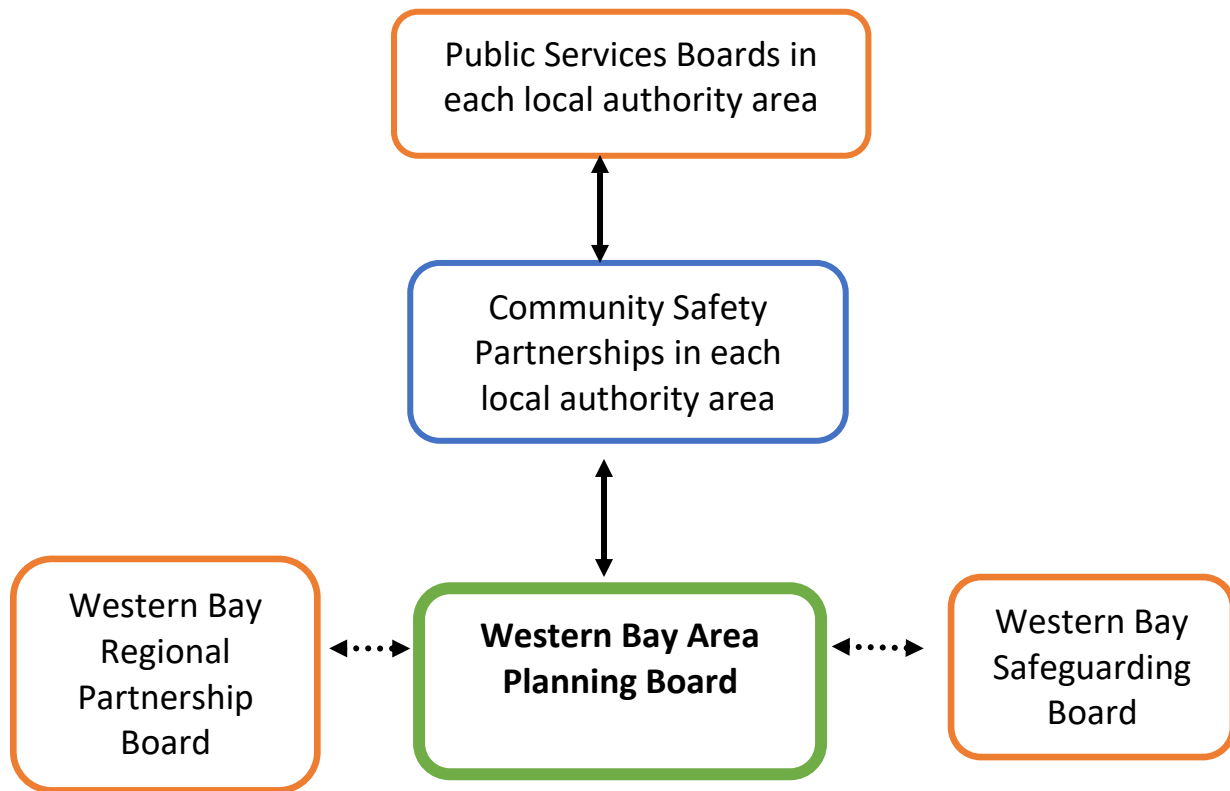 Public Services Boards in
each local authority area
Community Safety
Partnerships in each
local authority area
Western Bay
Regional
Partnership
Board
Western Bay Area
Planning Board
Western Bay
Safeguarding
Board